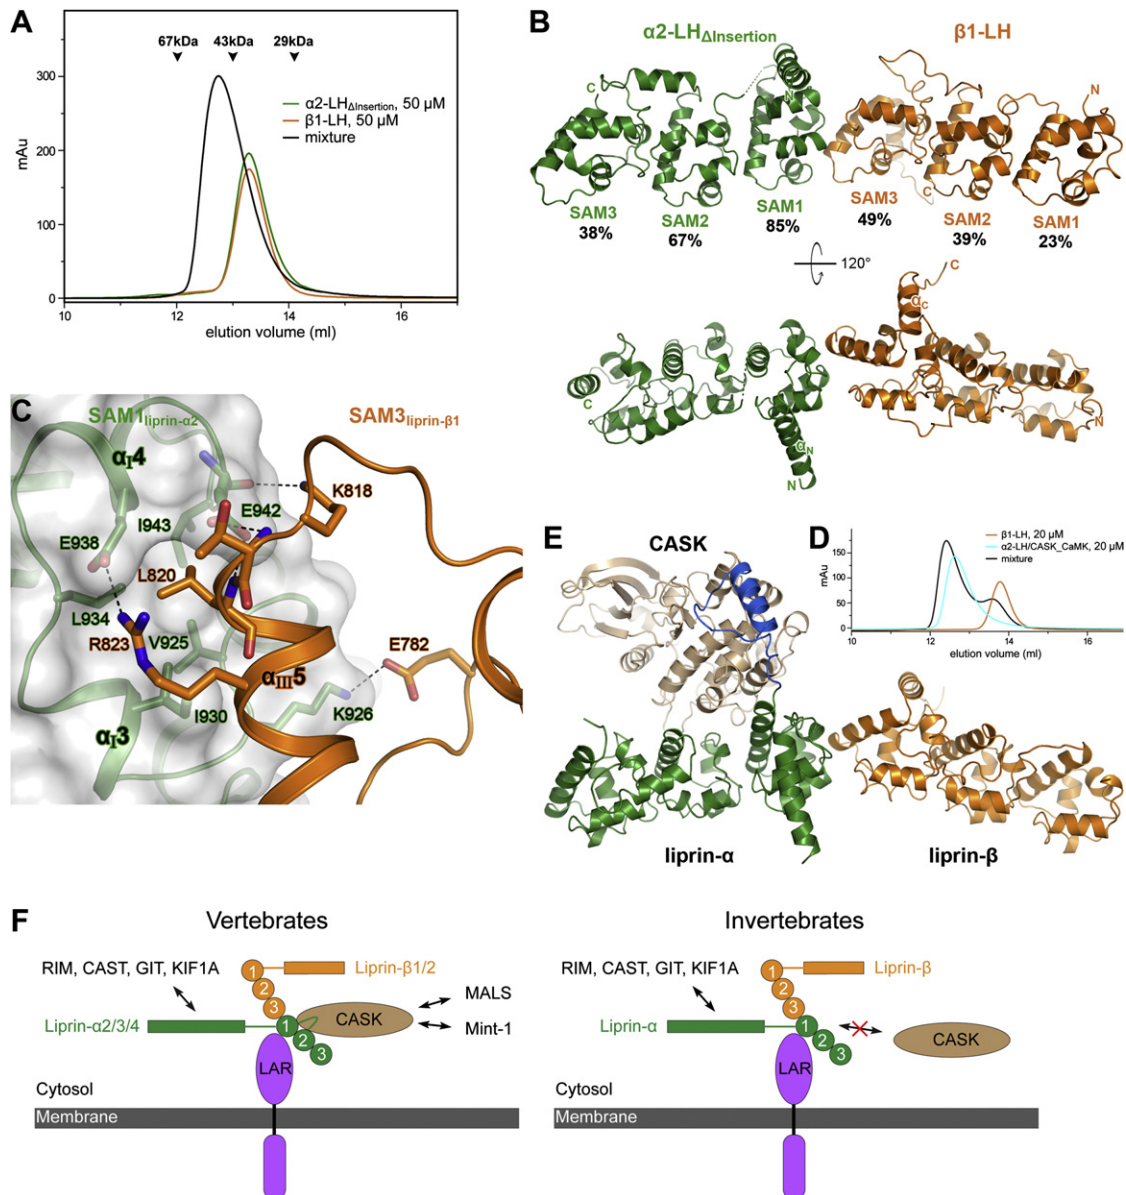 A
67kDa 43kDa 29kDa
300
200
100
0
mAu
α2-LHΔInsertion, 50 μM
β1-LH, 50 μM
mixture
10 12 14 16
elution volume (ml)
B
α2-LHΔInsertion
β1-LH
C
N
N
C
SAM3
38%
SAM2
67%
SAM1
85%
SAM3
49%
SAM2
39%
SAM1
23%
120°
C
αC
C
αN
N
N
C
SAM1liprin-α2
SAM3liprin-β1
αI4
K818
I943
E942
E938
L820
L934
R823
V925
E782
αIII5
I930
K926
αI3
E
CASK
liprin-α
liprin-β
D
β1-LH, 20 μM
α2-LH/CASK_CaMK, 20 μM
mixture
mAu
150
100
50
0
10 12 14 16
elution volume (ml)
F
Vertebrates
RIM, CAST, GIT, KIF1A
1
Liprin-β1/2
2
3
MALS
Liprin-α2/3/4
1
CASK
2
Mint-1
3
LAR
Cytosol
Membrane
Invertebrates
RIM, CAST, GIT, KIF1A
1
Liprin-β
2
3
Liprin-α
1
2
CASK
3
LAR
Cytosol
Membrane